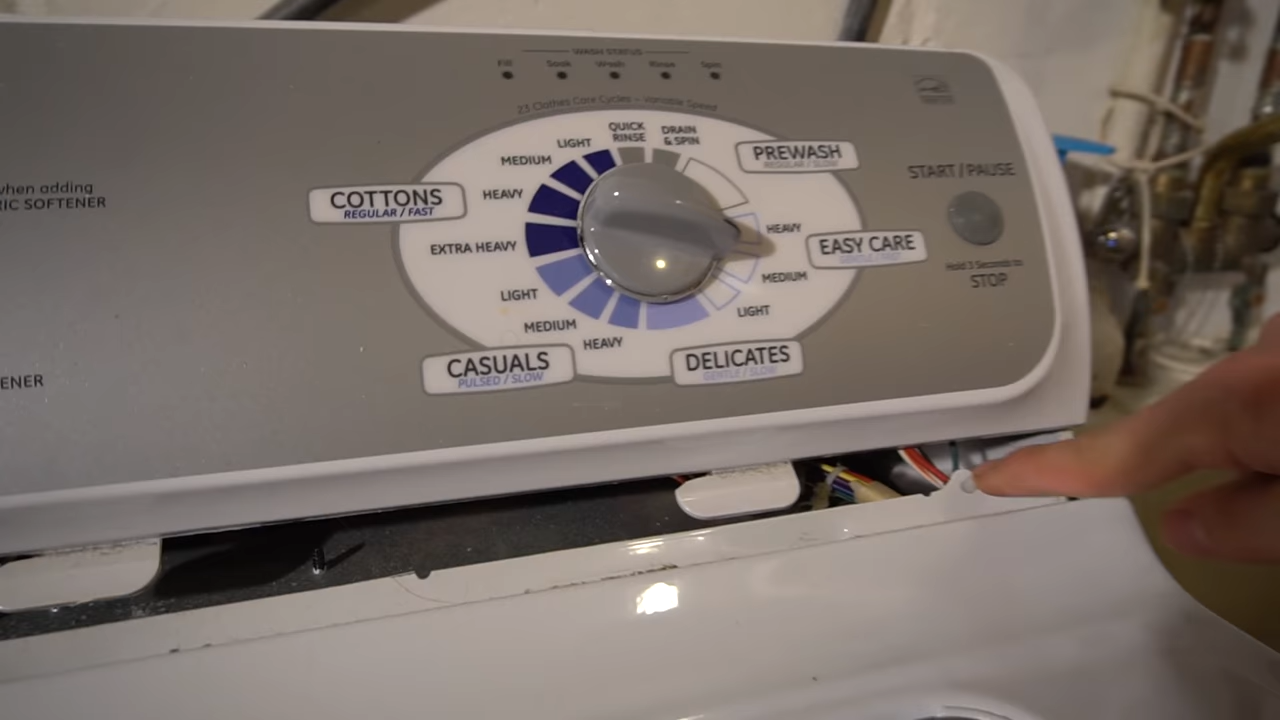 WASH STATUS
Fill Soak Wash Rinse Spin
23 Clothes Care Cycles – Variable Speed
when adding
RIC SOFTENER
ENER
COTTONS
REGULAR / FAST
LIGHT
MEDIUM
HEAVY
EXTRA HEAVY
QUICK
RINSE
DRAIN
& SPIN
PREWASH
REGULAR / SLOW
HEAVY
MEDIUM
LIGHT
EASY CARE
GENTLE / FAST
LIGHT
MEDIUM
HEAVY
CASUALS
PULSED / SLOW
DELICATES
GENTLE / SLOW
START / PAUSE
Hold 3 Seconds to
STOP